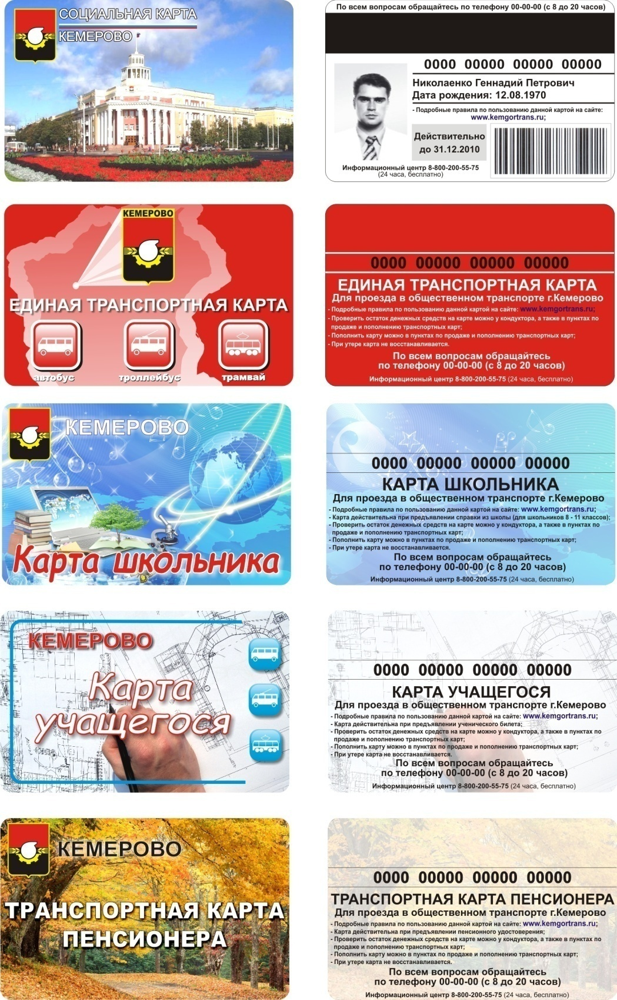 СОЦИАЛЬНАЯ КАРТА
КЕМЕРОВО
По всем вопросам обращайтесь по телефону 00-00-00 (с 8 до 20 часов)
0000 00000 00000 00000
Николаенко Геннадий Петрович
Дата рождения: 12.08.1970
- Подробные правила по пользованию данной картой на сайте:
www.kemgortrans.ru;
Действительно
до 31.12.2010
Информационный центр 8-800-200-55-75
(24 часа, бесплатно)
КЕМЕРОВО
ЕДИНАЯ ТРАНСПОРТНАЯ КАРТА
автобус
троллейбус
трамвай
0000 00000 00000 00000
ЕДИНАЯ ТРАНСПОРТНАЯ КАРТА
Для проезда в общественном транспорте г.Кемерово
- Подробные правила по пользованию данной картой на сайте: www.kemgortrans.ru;
- Проверить остаток денежных средств на карте можно у кондуктора, а также в пунктах по
продаже и пополнению транспортных карт;
- Пополнить карту можно в пунктах по продаже и пополнению транспортных карт;
- При утере карта не восстанавливается.
По всем вопросам обращайтесь
по телефону 00-00-00 (с 8 до 20 часов)
Информационный центр 8-800-200-55-75 (24 часа, бесплатно)
КЕМЕРОВО
Карта школьника
0000 00000 00000 00000
КАРТА ШКОЛЬНИКА
Для проезда в общественном транспорте г.Кемерово
- Подробные правила по пользованию данной картой на сайте: www.kemgortrans.ru;
- Карта действительна при предъявлении справки из школы (для школьников 8 - 11 классов);
- Проверить остаток денежных средств на карте можно у кондуктора, а также в пунктах по
продаже и пополнению транспортных карт;
- Пополнить карту можно в пунктах по продаже и пополнению транспортных карт;
- При утере карта не восстанавливается.
По всем вопросам обращайтесь
по телефону 00-00-00 (с 8 до 20 часов)
Информационный центр 8-800-200-55-75 (24 часа, бесплатно)
КЕМЕРОВО
Карта
учащегося
0000 00000 00000 00000
КАРТА УЧАЩЕГОСЯ
Для проезда в общественном транспорте г.Кемерово
- Подробные правила по пользованию данной картой на сайте: www.kemgortrans.ru;
- Карта действительна при предъявлении ученического билета;
- Проверить остаток денежных средств на карте можно у кондуктора, а также в пунктах по
продаже и пополнению транспортных карт;
- Пополнить карту можно в пунктах по продаже и пополнению транспортных карт;
- При утере карта не восстанавливается.
По всем вопросам обращайтесь
по телефону 00-00-00 (с 8 до 20 часов)
Информационный центр 8-800-200-55-75 (24 часа, бесплатно)
КЕМЕРОВО
ТРАНСПОРТНАЯ КАРТА
ПЕНСИОНЕРА
0000 00000 00000 00000
ТРАНСПОРТНАЯ КАРТА ПЕНСИОНЕРА
Для проезда в общественном транспорте г.Кемерово
- Подробные правила по пользованию данной картой на сайте: www.kemgortrans.ru;
- Карта действительна при предъявлении пенсионного удостоверения;
- Проверить остаток денежных средств на карте можно у кондуктора, а также в пунктах по
продаже и пополнению транспортных карт;
- Пополнить карту можно в пунктах по продаже и пополнению транспортных карт;
- При утере карта не восстанавливается.
По всем вопросам обращайтесь
по телефону 00-00-00 (с 8 до 20 часов)
Информационный центр 8-800-200-55-75 (24 часа, бесплатно)